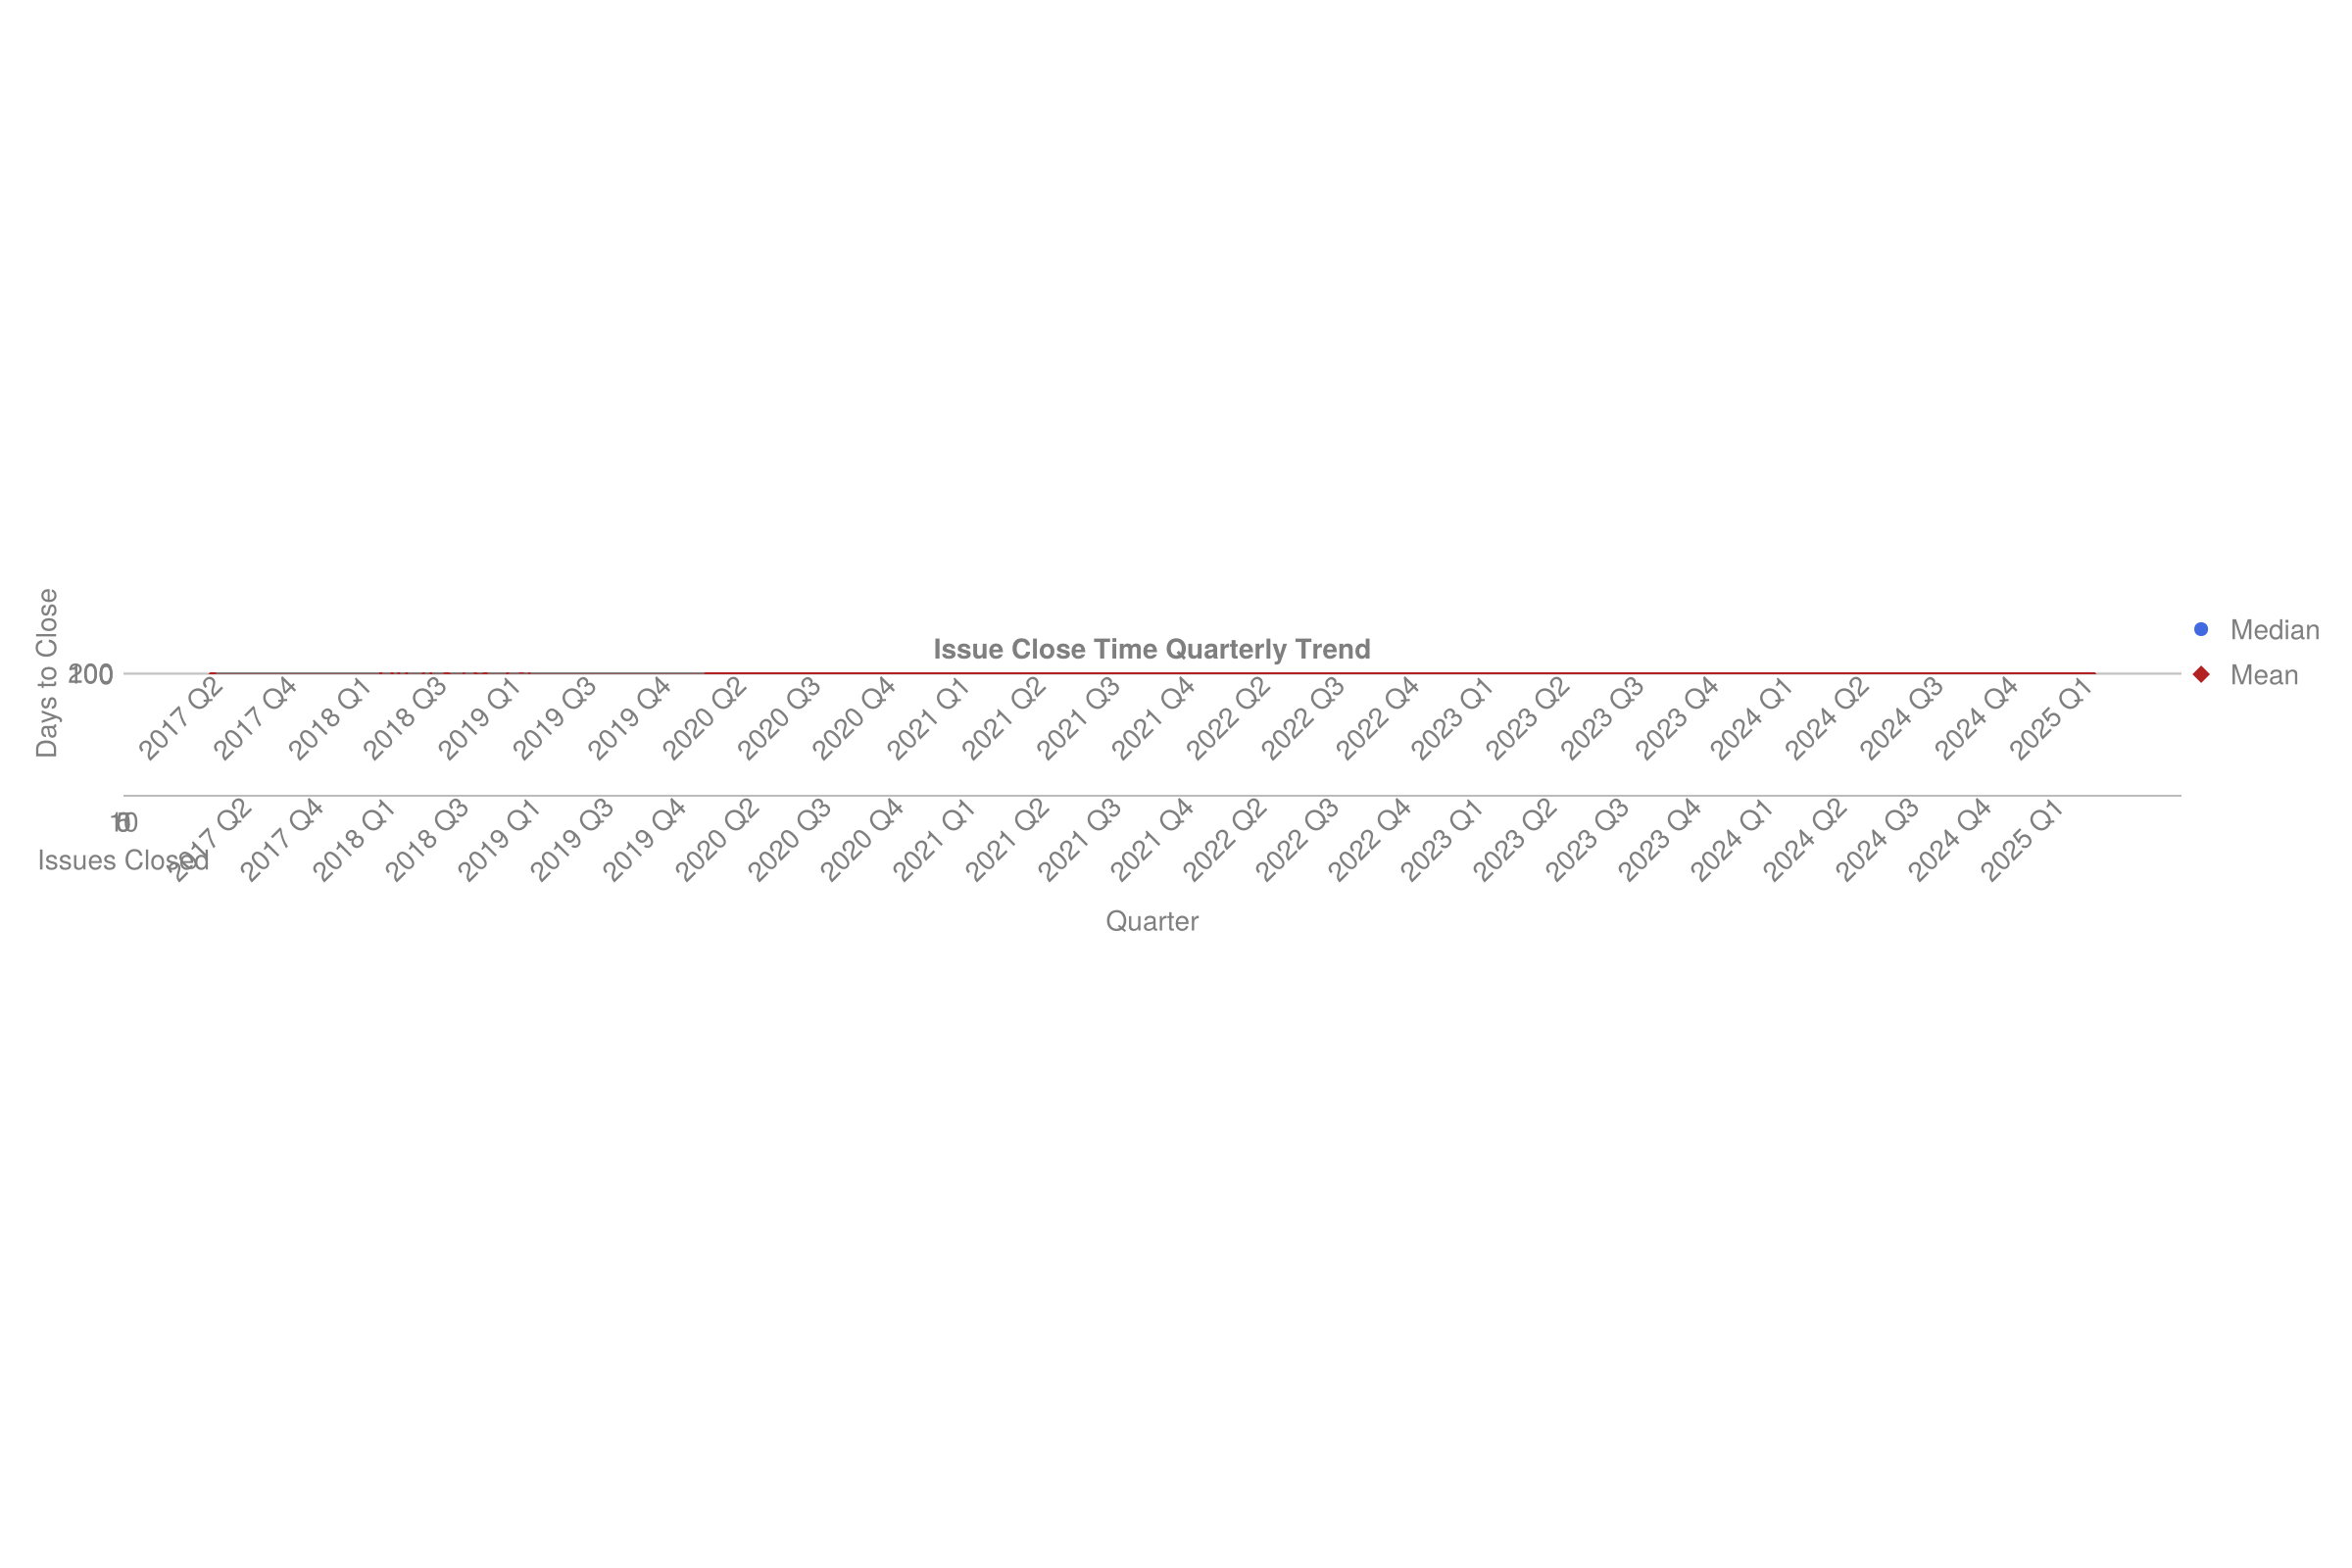 Issue Close Time Quarterly Trend
Days to Close
Median
Mean
2017 Q2
2017 Q4
2018 Q1
2018 Q3
2019 Q1
2019 Q3
2019 Q4
2020 Q2
2020 Q3
2020 Q4
2021 Q1
2021 Q2
2021 Q3
2021 Q4
2022 Q2
2022 Q3
2022 Q4
2023 Q1
2023 Q2
2023 Q3
2023 Q4
2024 Q1
2024 Q2
2024 Q3
2024 Q4
2025 Q1
Issues Closed
2017 Q2
2017 Q4
2018 Q1
2018 Q3
2019 Q1
2019 Q3
2019 Q4
2020 Q2
2020 Q3
2020 Q4
2021 Q1
2021 Q2
2021 Q3
2021 Q4
2022 Q2
2022 Q3
2022 Q4
2023 Q1
2023 Q2
2023 Q3
2023 Q4
2024 Q1
2024 Q2
2024 Q3
2024 Q4
2025 Q1
Quarter